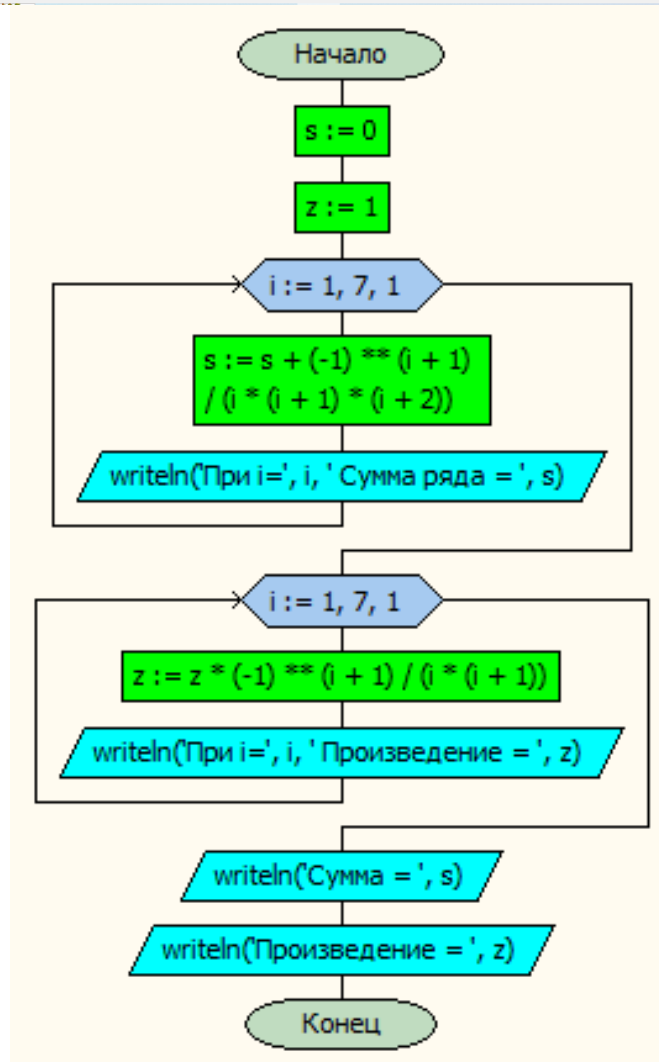 Начало
s := 0
z := 1
i := 1, 7, 1
s := s + (-1) ** (i + 1)
/ (i * (i + 1) * (i + 2))
writeln('При i=', i, ' Сумма ряда = ', s)
i := 1, 7, 1
z := z * (-1) ** (i + 1) / (i * (i + 1))
writeln('При i=', i, ' Произведение = ', z)
writeln('Сумма = ', s)
writeln('Произведение = ', z)
Конец